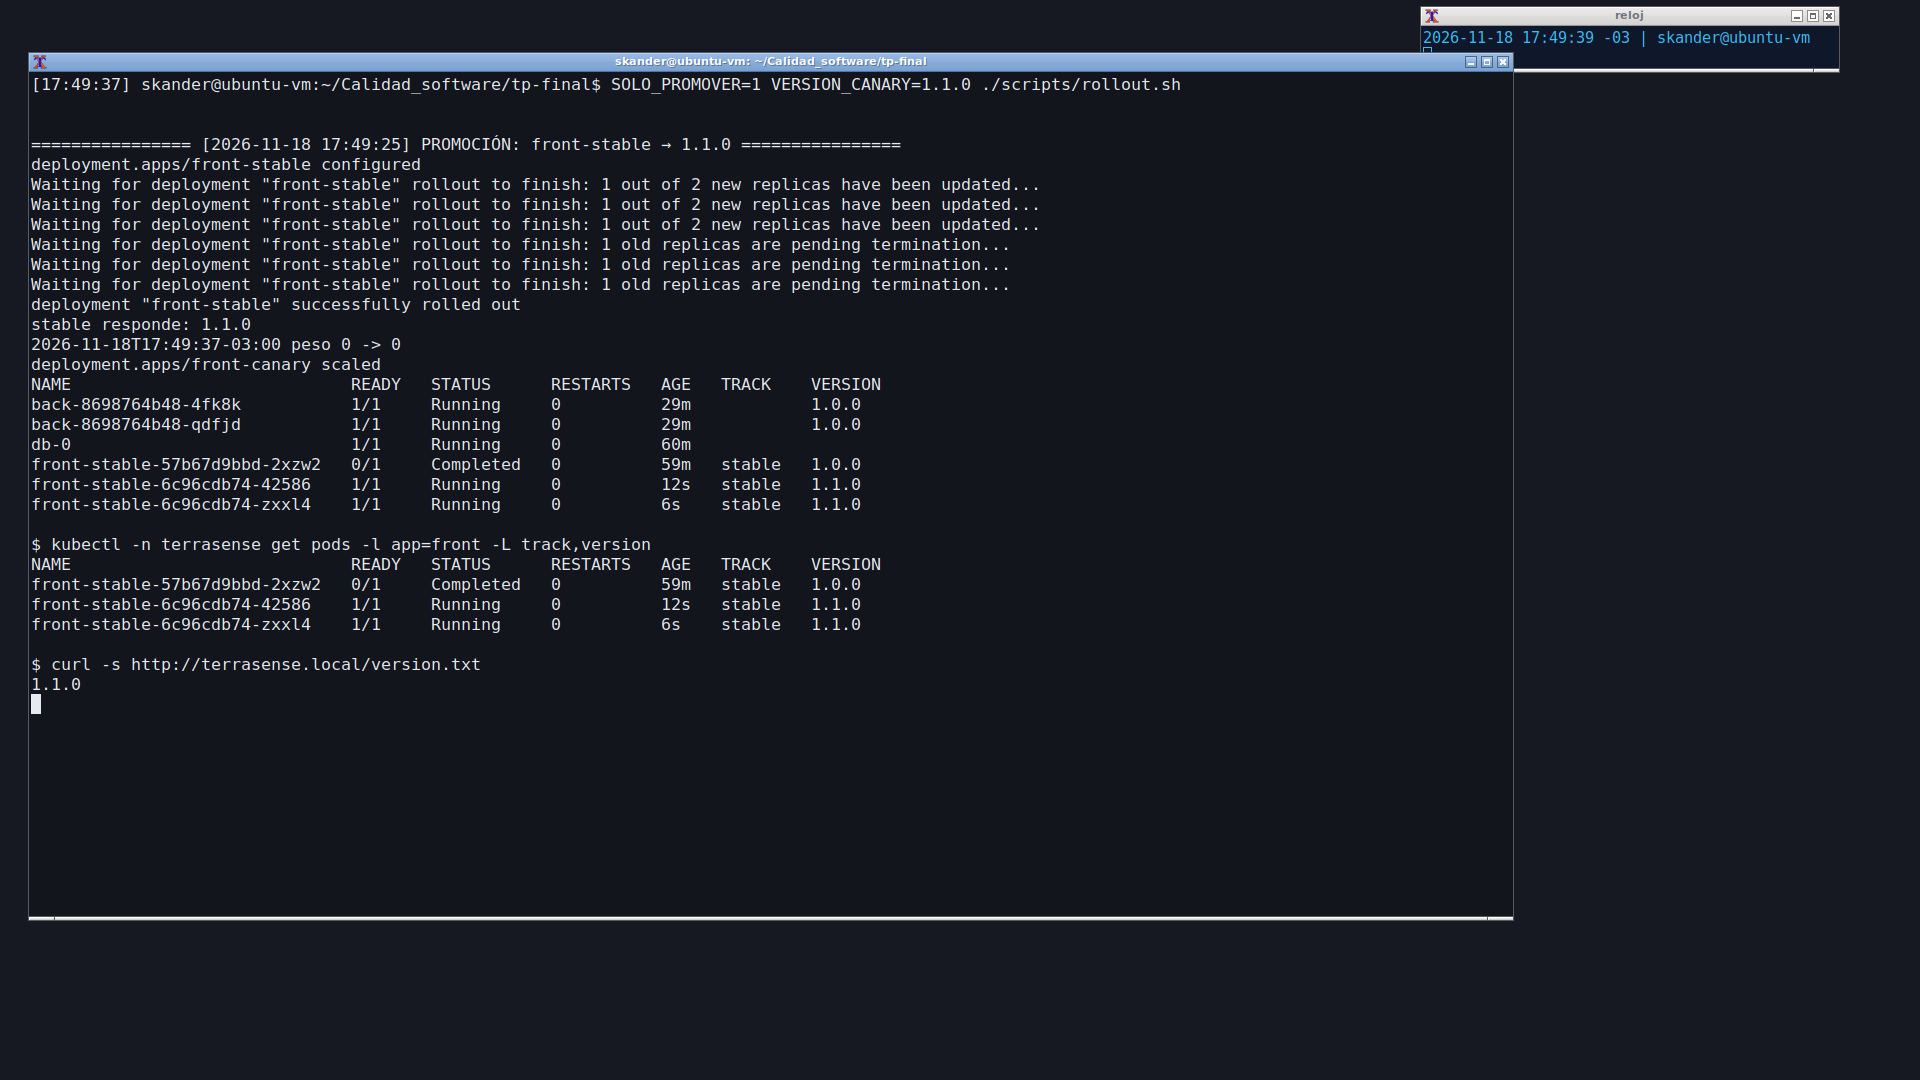 reloj
2026-11-18 17:49:39 -03 | skander@ubuntu-vm
skander@ubuntu-vm: ~/Calidad_software/tp-final
[17:49:37] skander@ubuntu-vm:~/Calidad_software/tp-final$ SOLO_PROMOVER=1 VERSION_CANARY=1.1.0 ./scripts/rollout.sh
================ [2026-11-18 17:49:25] PROMOCIÓN: front-stable → 1.1.0 ================
deployment.apps/front-stable configured
Waiting for deployment "front-stable" rollout to finish: 1 out of 2 new replicas have been updated...
Waiting for deployment "front-stable" rollout to finish: 1 out of 2 new replicas have been updated...
Waiting for deployment "front-stable" rollout to finish: 1 out of 2 new replicas have been updated...
Waiting for deployment "front-stable" rollout to finish: 1 old replicas are pending termination...
Waiting for deployment "front-stable" rollout to finish: 1 old replicas are pending termination...
Waiting for deployment "front-stable" rollout to finish: 1 old replicas are pending termination...
deployment "front-stable" successfully rolled out
stable responde: 1.1.0
2026-11-18T17:49:37-03:00 peso 0 -> 0
deployment.apps/front-canary scaled
NAME                            READY   STATUS      RESTARTS   AGE   TRACK    VERSION
back-8698764b48-4fk8k           1/1     Running     0          29m            1.0.0
back-8698764b48-qdfjd           1/1     Running     0          29m            1.0.0
db-0                            1/1     Running     0          60m
front-stable-57b67d9bbd-2xzw2   0/1     Completed   0          59m   stable   1.0.0
front-stable-6c96cdb74-42586    1/1     Running     0          12s   stable   1.1.0
front-stable-6c96cdb74-zxxl4    1/1     Running     0          6s    stable   1.1.0
$ kubectl -n terrasense get pods -l app=front -L track,version
NAME                            READY   STATUS      RESTARTS   AGE   TRACK    VERSION
front-stable-57b67d9bbd-2xzw2   0/1     Completed   0          59m   stable   1.0.0
front-stable-6c96cdb74-42586    1/1     Running     0          12s   stable   1.1.0
front-stable-6c96cdb74-zxxl4    1/1     Running     0          6s    stable   1.1.0
$ curl -s http://terrasense.local/version.txt
1.1.0